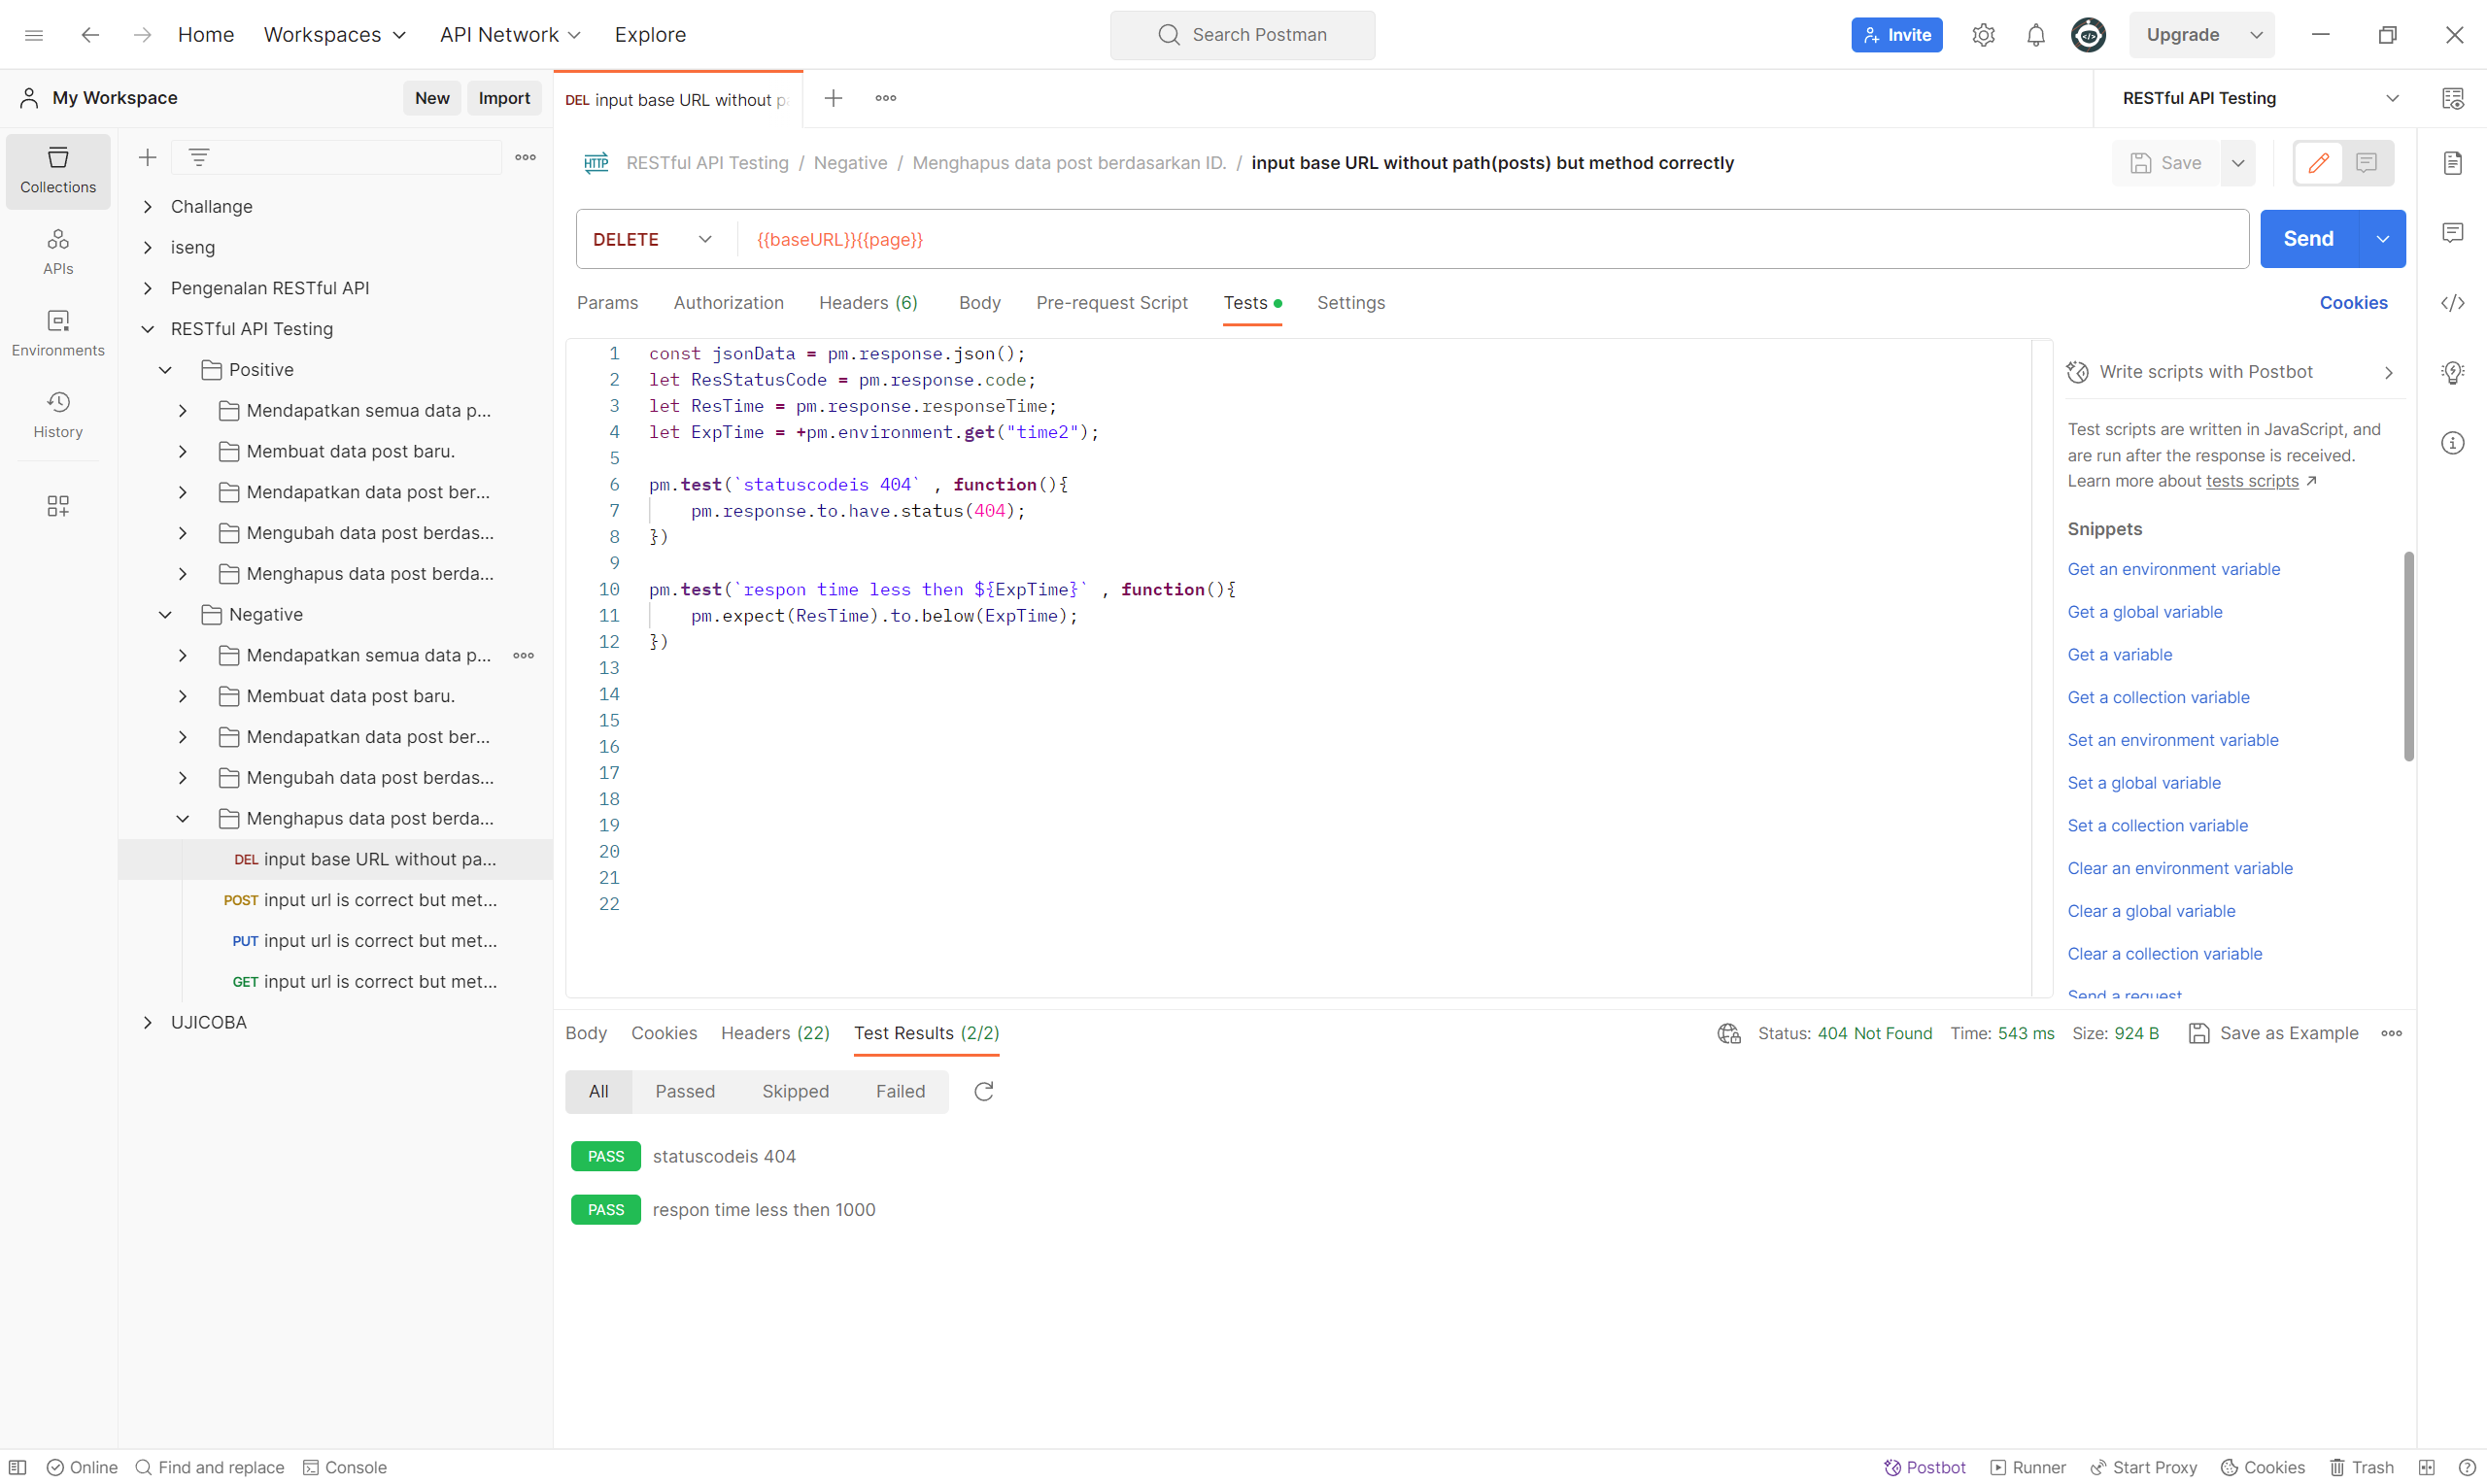 Home Workspaces API Network Explore Search Postman Invite Upgrade
My Workspace New Import
DEL input base URL without p
RESTful API Testing
Collections
APIs
Environments
History
Challange
iseng
Pengenalan RESTful API
RESTful API Testing
Positive
Mendapatkan semua data p...
Membuat data post baru.
Mendapatkan data post ber...
Mengubah data post berdas...
Menghapus data post berda...
Negative
Mendapatkan semua data p...
Membuat data post baru.
Mendapatkan data post ber...
Mengubah data post berdas...
Menghapus data post berda...
DEL input base URL without pa...
POST input url is correct but met...
PUT input url is correct but met...
GET input url is correct but met...
UJICOBA
HTTP RESTful API Testing / Negative / Menghapus data post berdasarkan ID. / input base URL without path(posts) but method correctly
Save
DELETE {{baseURL}}{{page}} Send
Params Authorization Headers (6) Body Pre-request Script Tests Settings Cookies
1 const jsonData = pm.response.json();
2 let ResStatusCode = pm.response.code;
3 let ResTime = pm.response.responseTime;
4 let ExpTime = +pm.environment.get("time2");
5
6 pm.test(`statuscodeis 404` , function(){
7 pm.response.to.have.status(404);
8 })
9
10 pm.test(`respon time less then ${ExpTime}` , function(){
11 pm.expect(ResTime).to.below(ExpTime);
12 })
13
14
15
16
17
18
19
20
21
22
Write scripts with Postbot
Test scripts are written in JavaScript, and
are run after the response is received.
Learn more about tests scripts
Snippets
Get an environment variable
Get a global variable
Get a variable
Get a collection variable
Set an environment variable
Set a global variable
Set a collection variable
Clear an environment variable
Clear a global variable
Clear a collection variable
Send a request
Body Cookies Headers (22) Test Results (2/2) Status: 404 Not Found Time: 543 ms Size: 924 B Save as Example
All Passed Skipped Failed
PASS statuscodeis 404
PASS respon time less then 1000
Online Find and replace Console Postbot Runner Start Proxy Cookies Trash